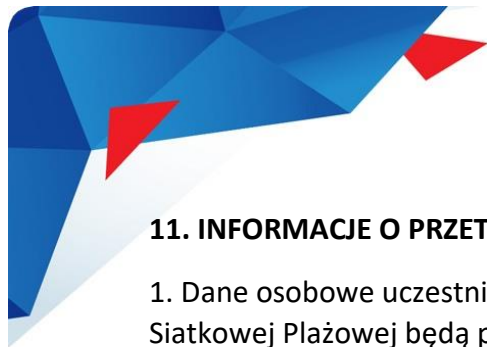 11. INFORMACJE O PRZET
1. Dane osobowe uczestni
Siatkowej Plażowej będą p